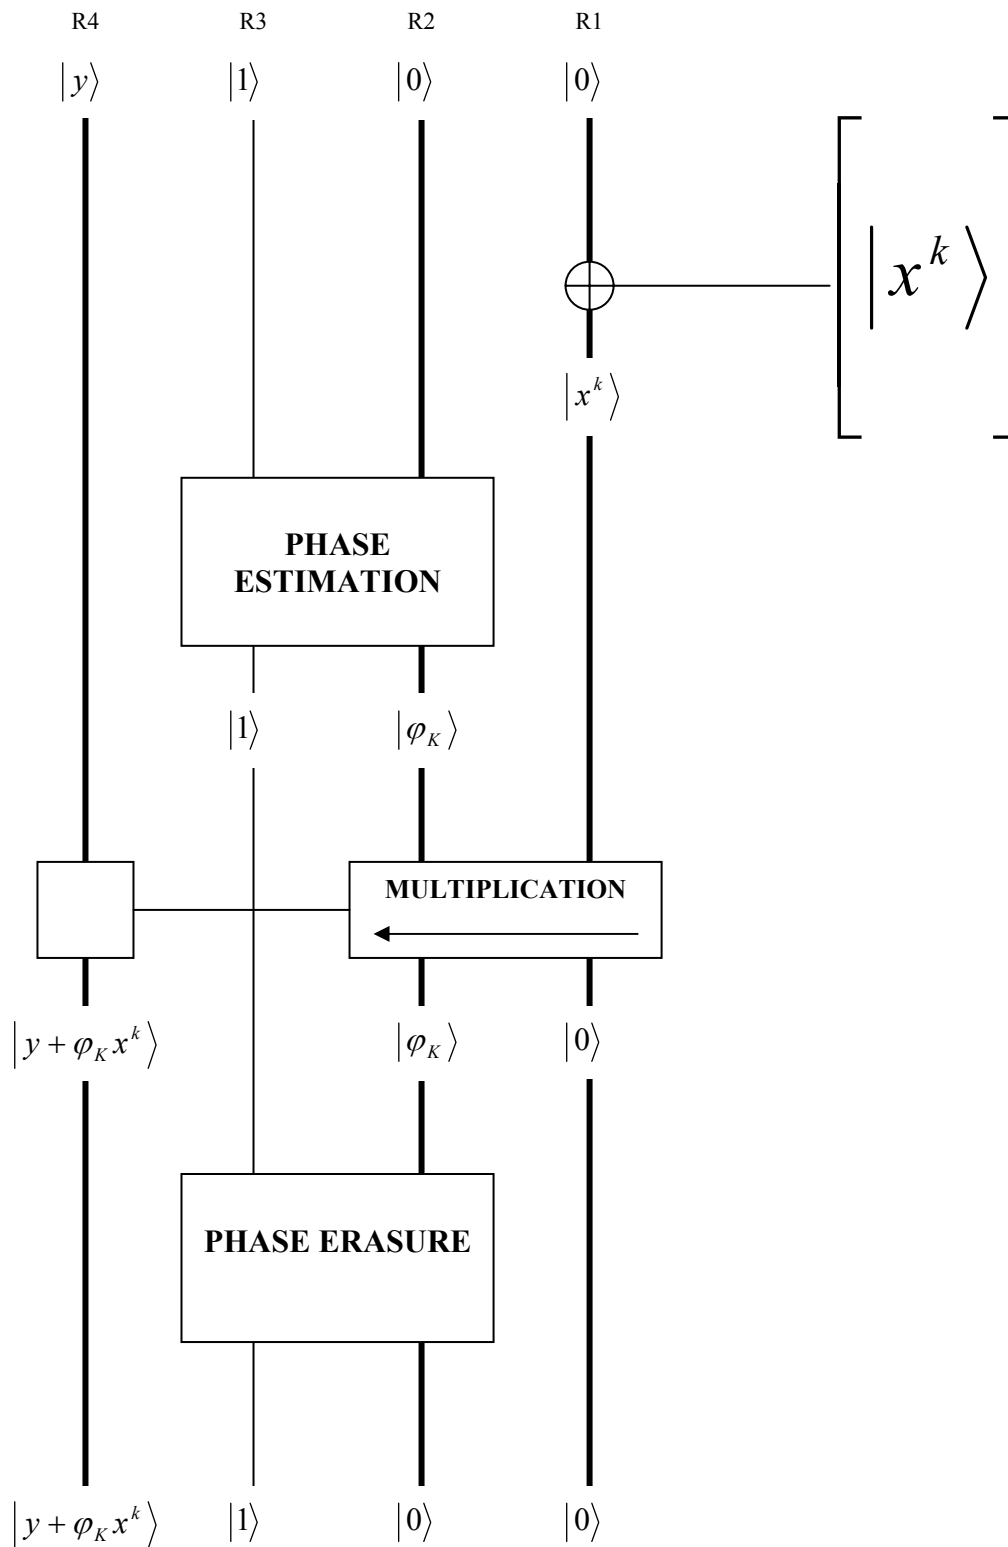 R4 R3 R2 R1
|y⟩ |1⟩ |0⟩ |0⟩
|x^k⟩
|x^k⟩
PHASE
ESTIMATION
|1⟩ |φ_K⟩
MULTIPLICATION
|y + φ_K x^k⟩ |φ_K⟩ |0⟩
PHASE ERASURE
|y + φ_K x^k⟩ |1⟩ |0⟩ |0⟩